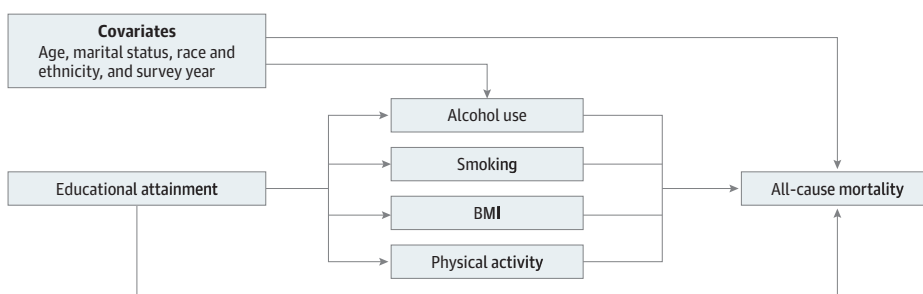 Covariates
Age, marital status, race and
ethnicity, and survey year
Alcohol use
Smoking
Educational attainment
All-cause mortality
BMI
Physical activity